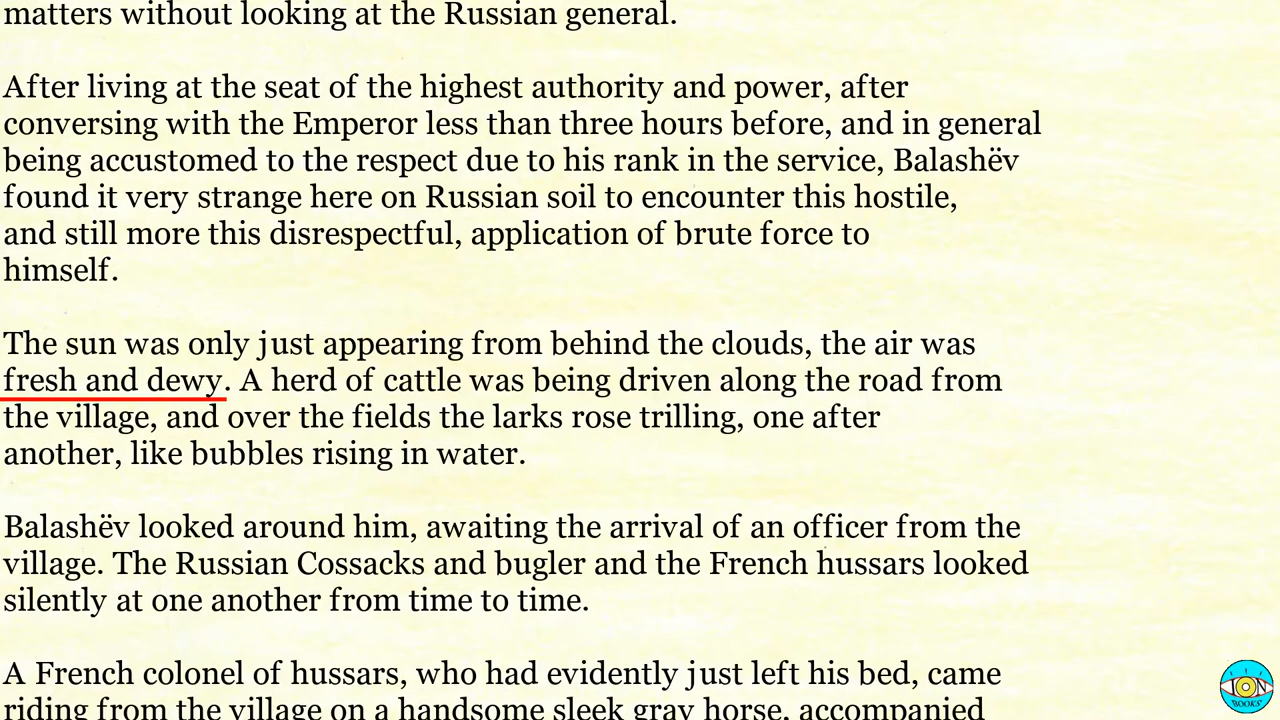 matters without looking at the Russian general.
After living at the seat of the highest authority and power, after
conversing with the Emperor less than three hours before, and in general
being accustomed to the respect due to his rank in the service, Balashëv
found it very strange here on Russian soil to encounter this hostile,
and still more this disrespectful, application of brute force to
himself.
The sun was only just appearing from behind the clouds, the air was
fresh and dewy. A herd of cattle was being driven along the road from
the village, and over the fields the larks rose trilling, one after
another, like bubbles rising in water.
Balashëv looked around him, awaiting the arrival of an officer from the
village. The Russian Cossacks and bugler and the French hussars looked
silently at one another from time to time.
A French colonel of hussars, who had evidently just left his bed, came
riding from the village on a handsome sleek gray horse, accompanied
ION
BOOKS